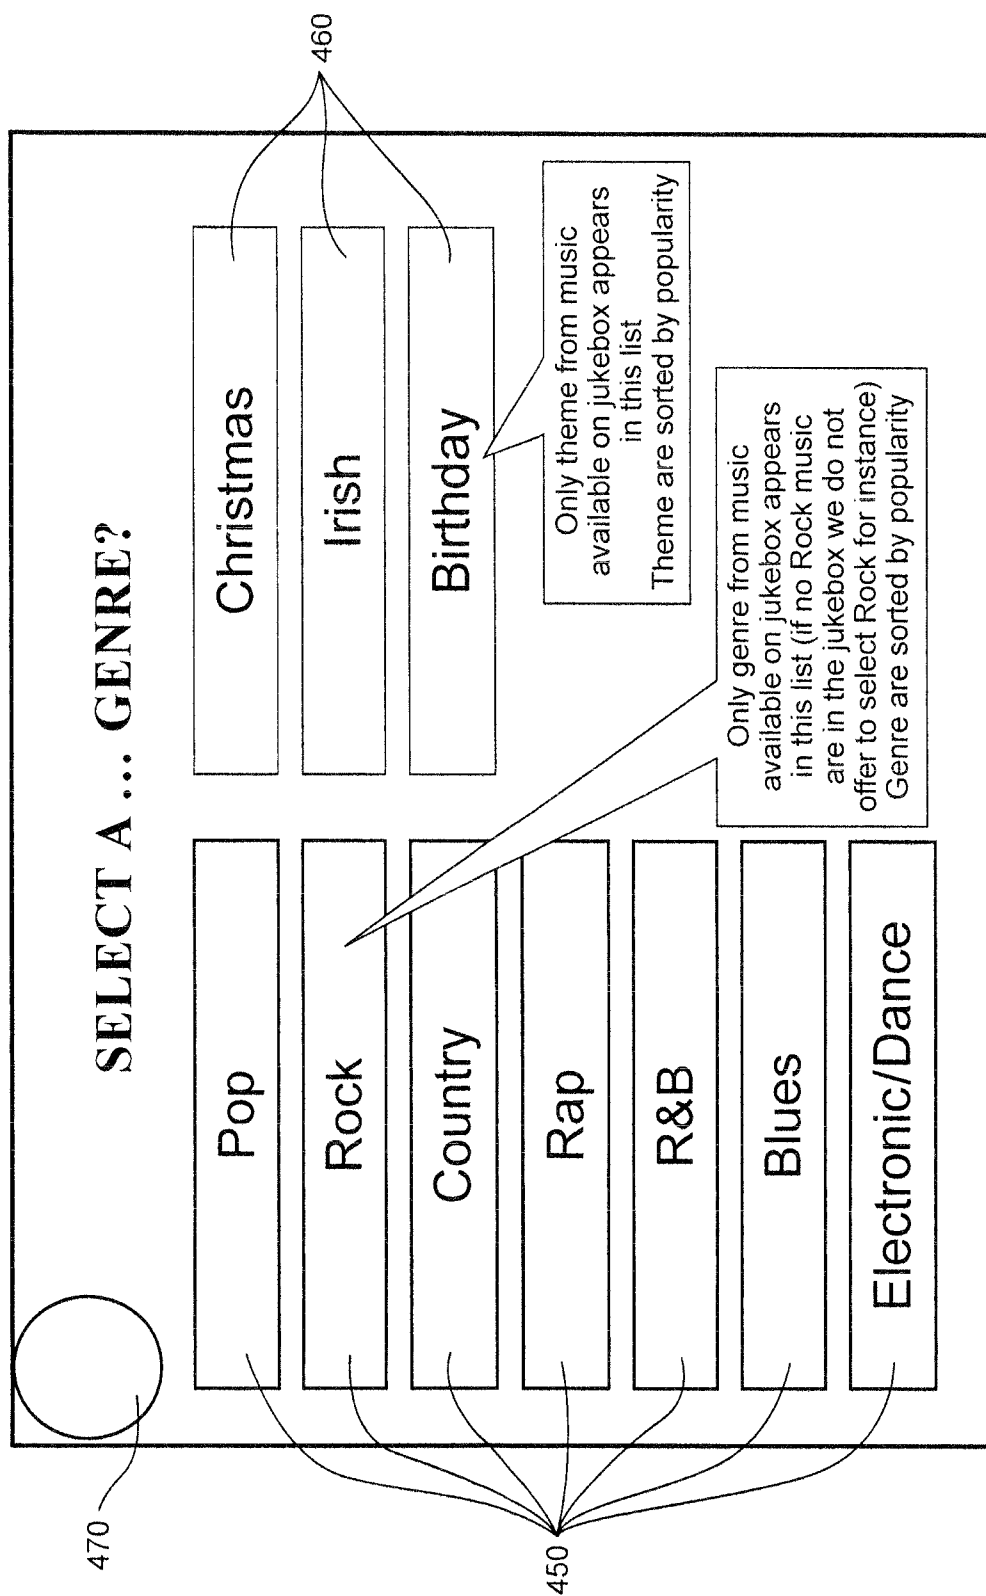 470
SELECT A ... GENRE?
Pop
Rock
Country
Rap
R&B
Blues
Electronic/Dance
450
Christmas
Irish
Birthday
460
Only theme from music
available on jukebox appears
in this list
Theme are sorted by popularity
Only genre from music
available on jukebox appears
in this list (if no Rock music
are in the jukebox we do not
offer to select Rock for instance)
Genre are sorted by popularity